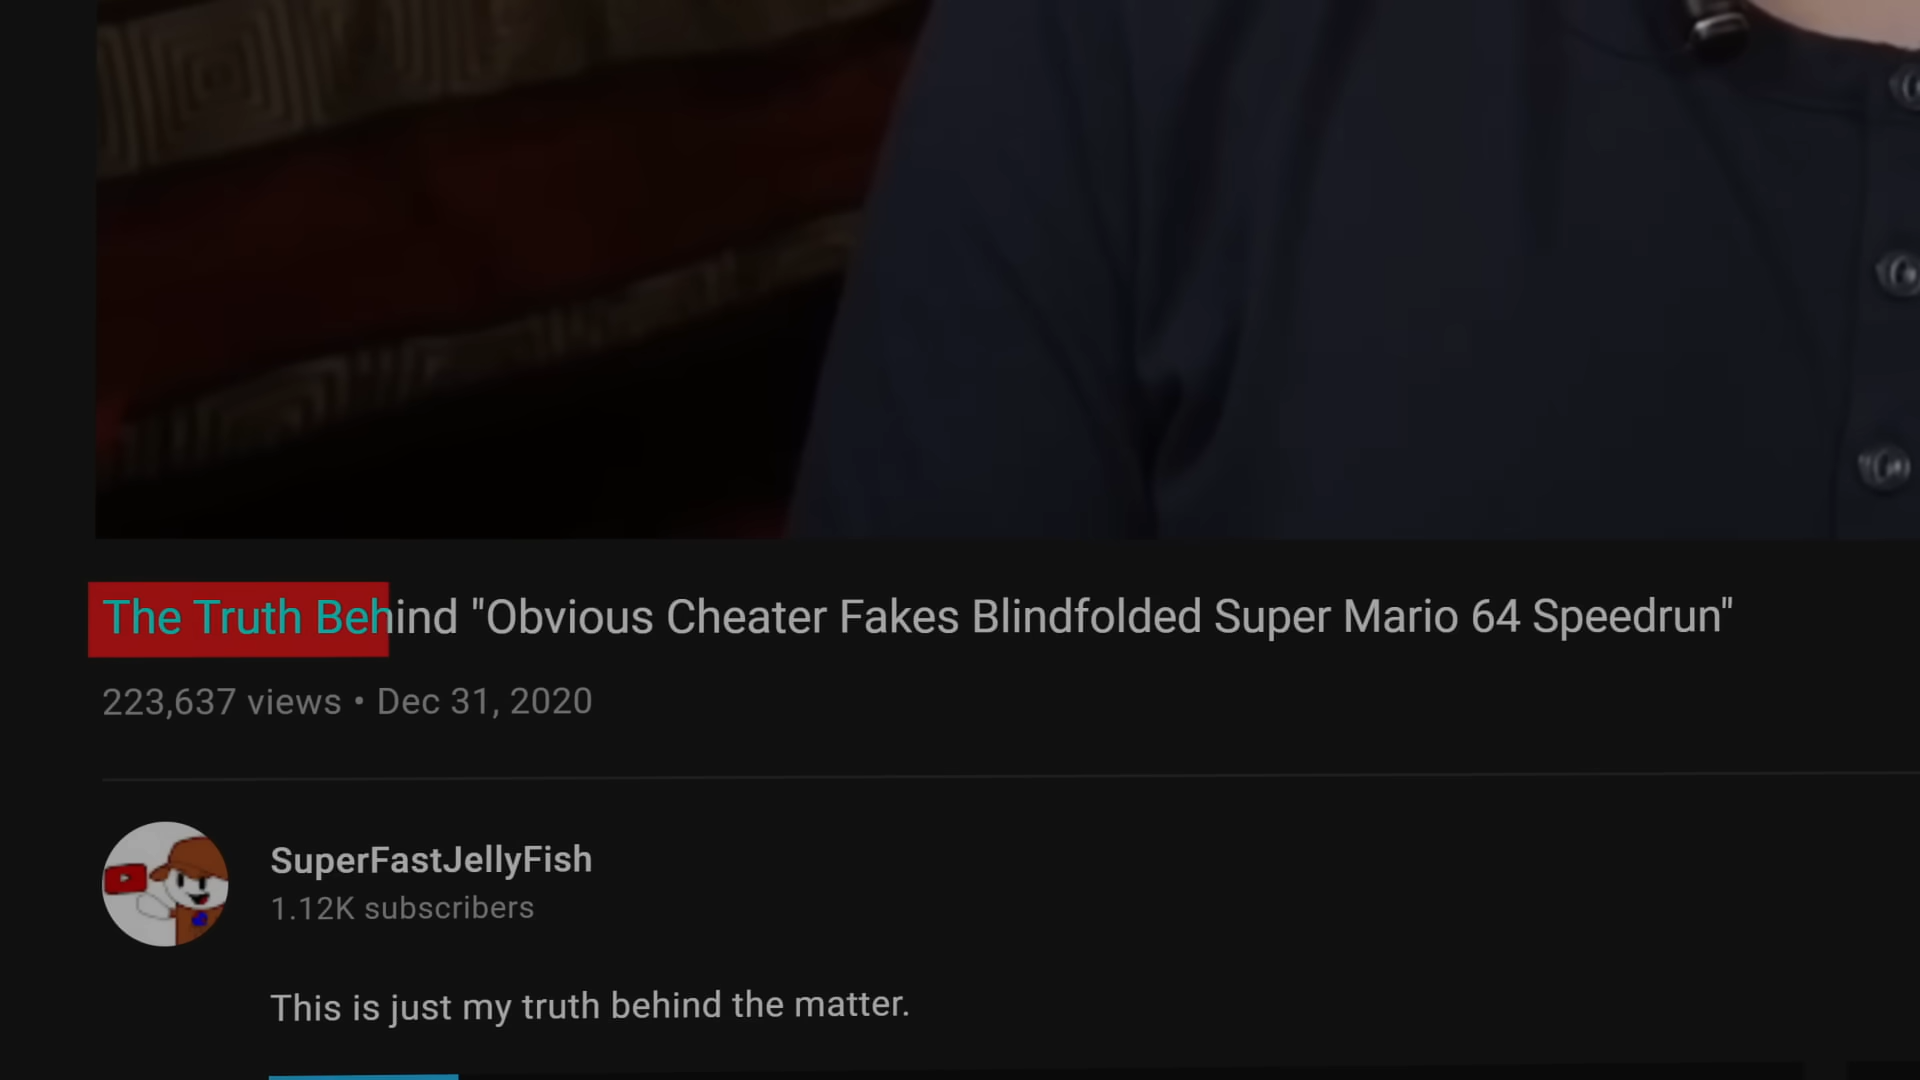 The Truth Behind "Obvious Cheater Fakes Blindfolded Super Mario 64 Speedrun"
223,637 views • Dec 31, 2020
SuperFastJellyFish
1.12K subscribers
This is just my truth behind the matter.